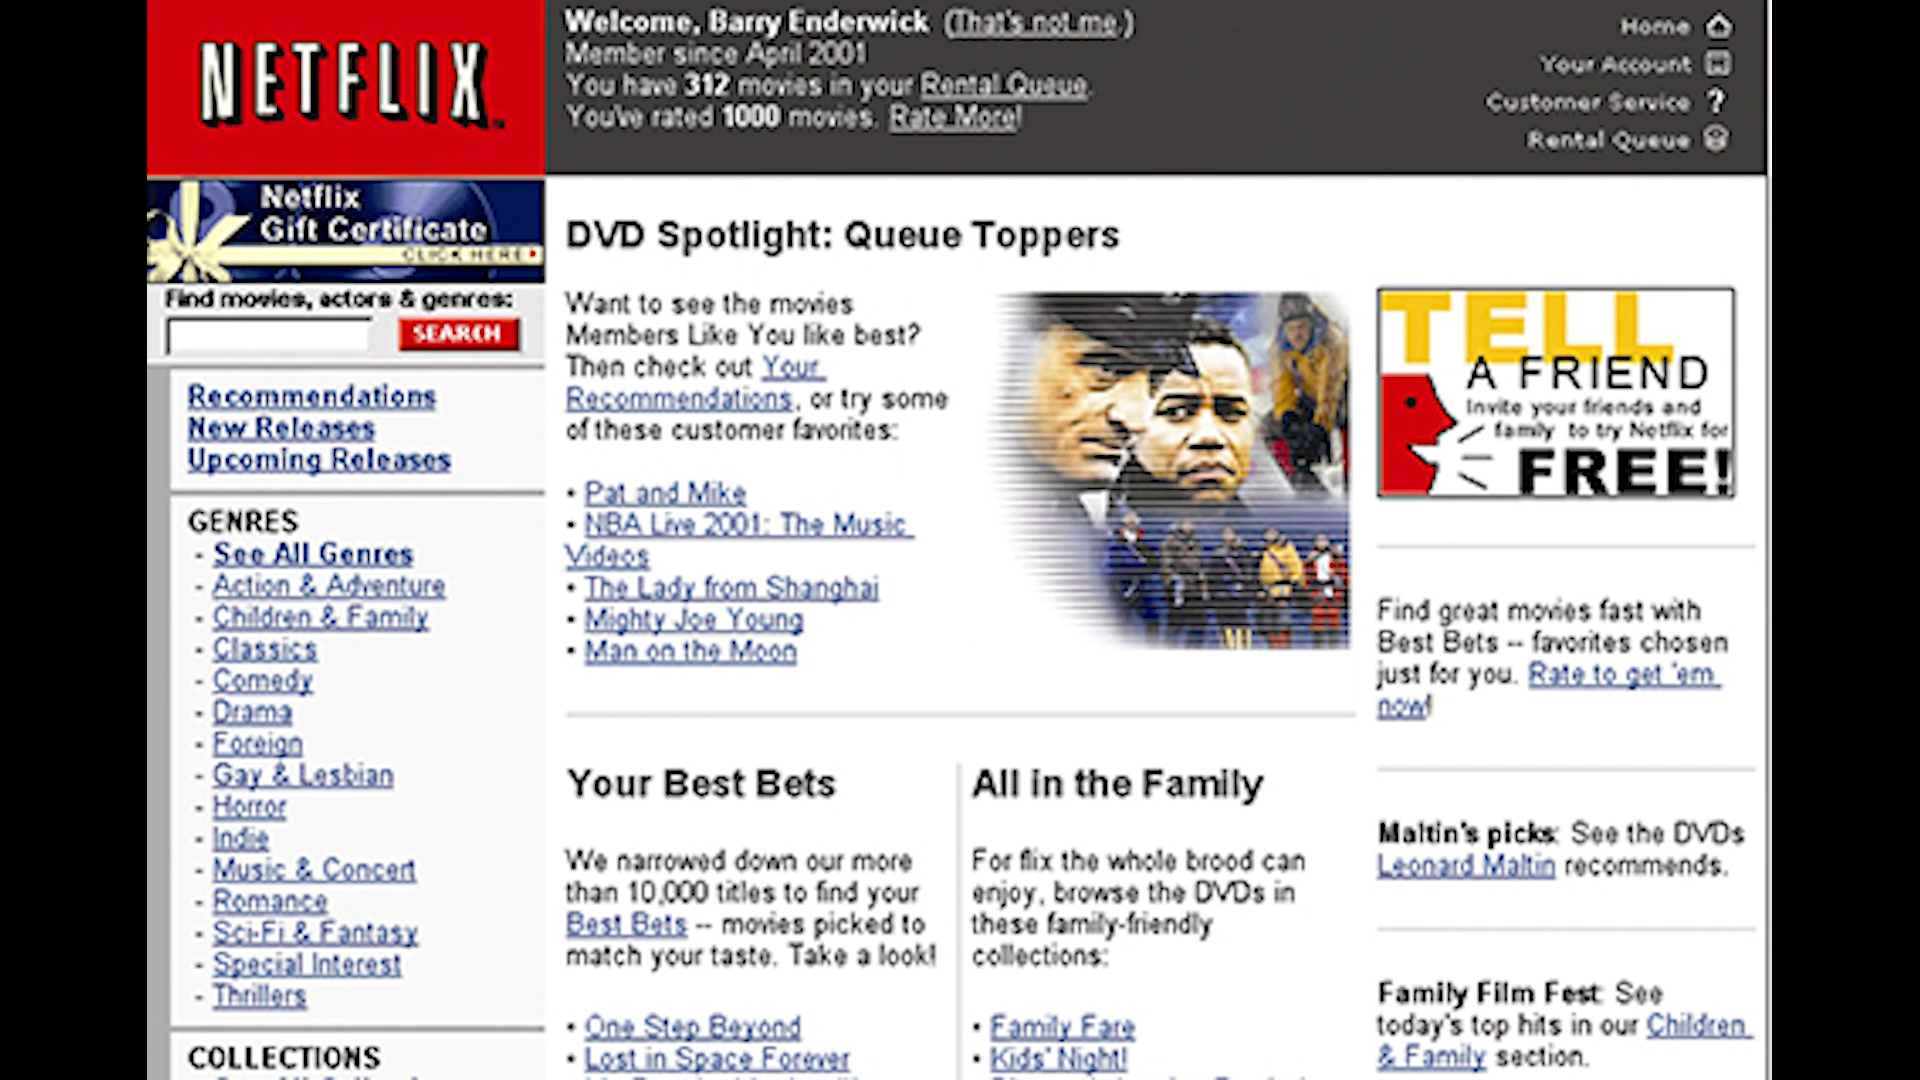 NETFLIX
Welcome, Barry Enderwick (That's not me.)
Member since April 2001
You have 312 movies in your Rental Queue.
You've rated 1000 movies. Rate More!
Home
Your Account
Customer Service ?
Rental Queue
Netflix
Gift Certificate
CLICK HERE
Find movies, actors & genres:
SEARCH
Recommendations
New Releases
Upcoming Releases
GENRES
- See All Genres
- Action & Adventure
- Children & Family
- Classics
- Comedy
- Drama
- Foreign
- Gay & Lesbian
- Horror
- Indie
- Music & Concert
- Romance
- Sci-Fi & Fantasy
- Special Interest
- Thrillers
COLLECTIONS
DVD Spotlight: Queue Toppers
Want to see the movies
Members Like You like best?
Then check out Your
Recommendations, or try some
of these customer favorites:
• Pat and Mike
• NBA Live 2001: The Music
Videos
• The Lady from Shanghai
• Mighty Joe Young
• Man on the Moon
TELL
A FRIEND
Invite your friends and
family to try Netflix for
FREE!
Find great movies fast with
Best Bets -- favorites chosen
just for you. Rate to get 'em
now!
Your Best Bets
We narrowed down our more
than 10,000 titles to find your
Best Bets -- movies picked to
match your taste. Take a look!
• One Step Beyond
• Lost in Space Forever
All in the Family
For flix the whole brood can
enjoy, browse the DVDs in
these family-friendly
collections:
• Family Fare
• Kids' Night!
Maltin's picks: See the DVDs
Leonard Maltin recommends.
Family Film Fest: See
today's top hits in our Children
& Family section.